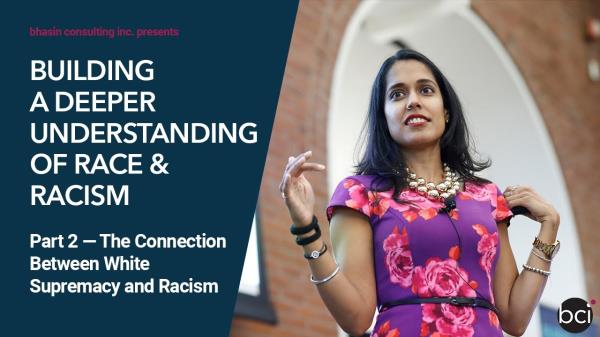 bhasin consulting inc. presents
BUILDING
A DEEPER
UNDERSTANDING
OF RACE &
RACISM
Part 2 — The Connection
Between White
Supremacy and Racism
bci